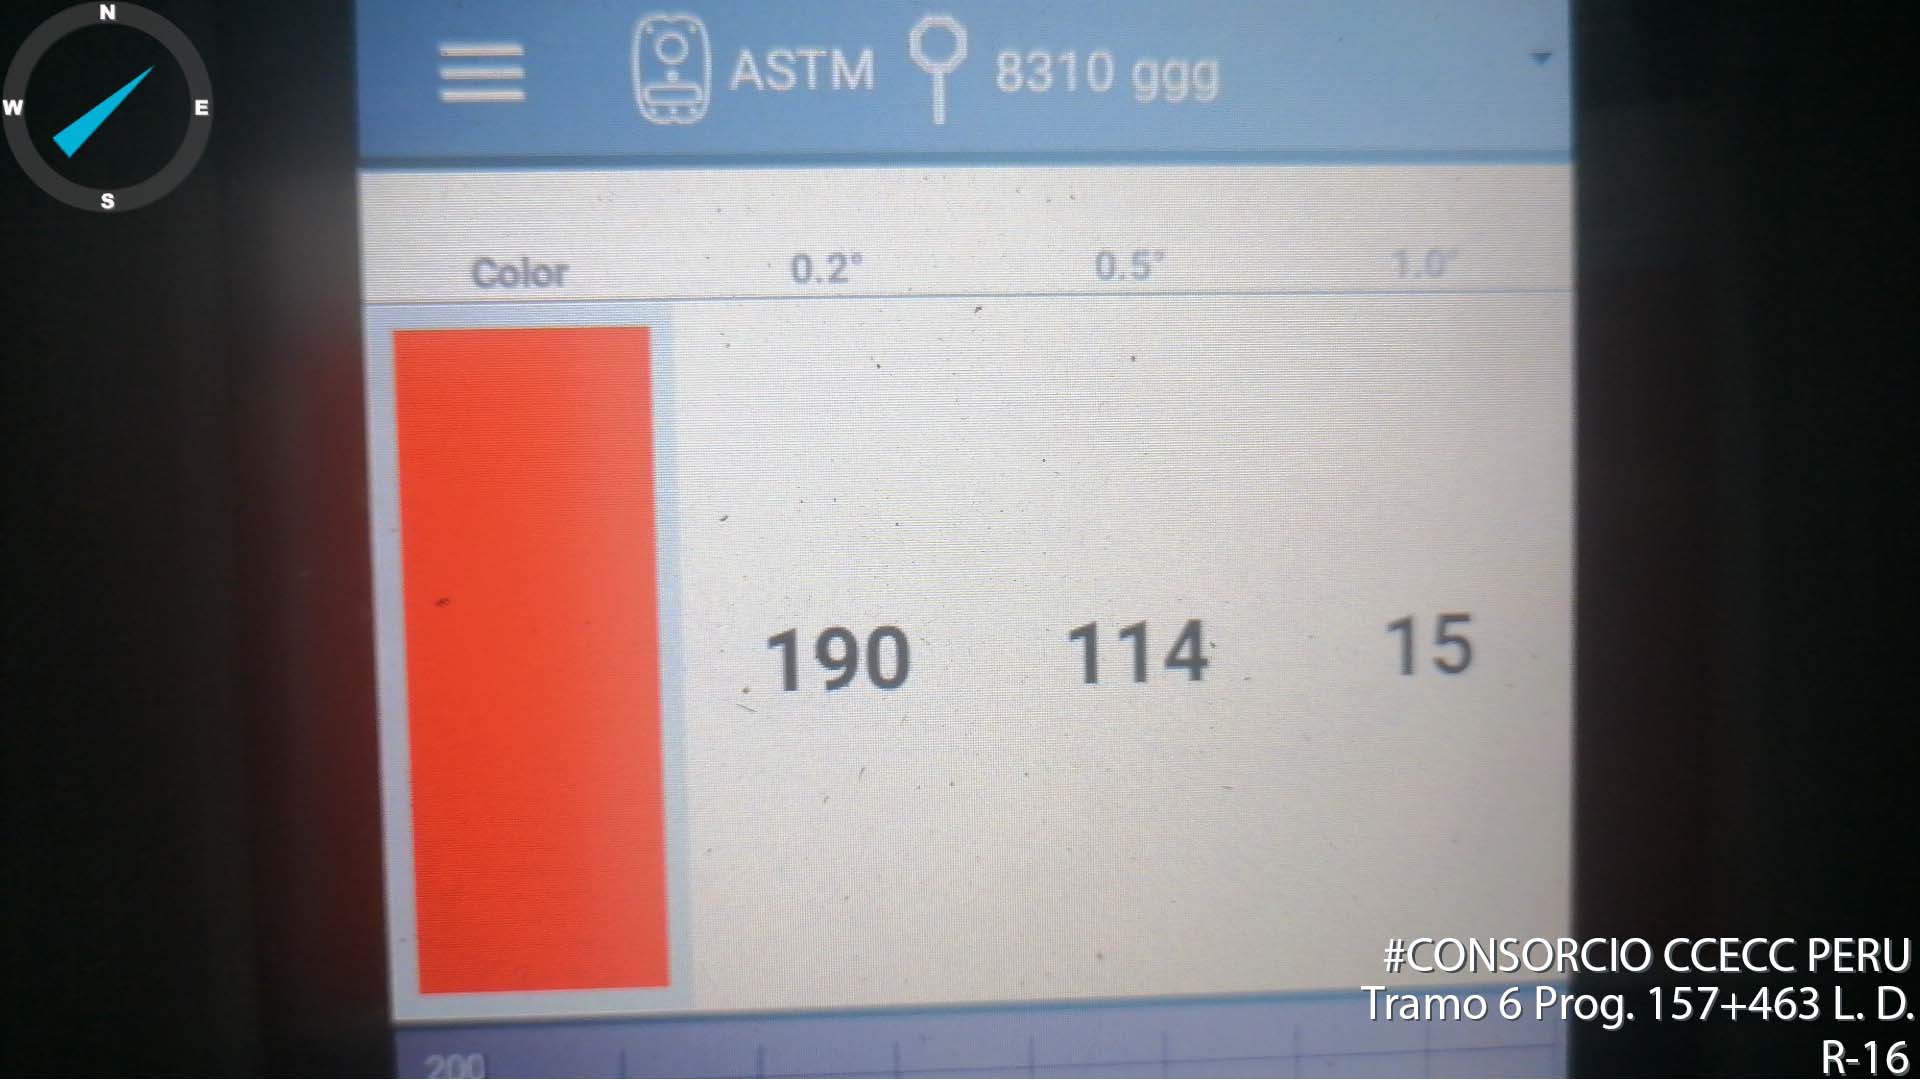 N
W E
S
ASTM 8310 ggg
Color 0.2° 0.5° 1.0°
190 114 15
200
#CONSORCIO CCECC PERU
Tramo 6 Prog. 157+463 L. D.
R-16